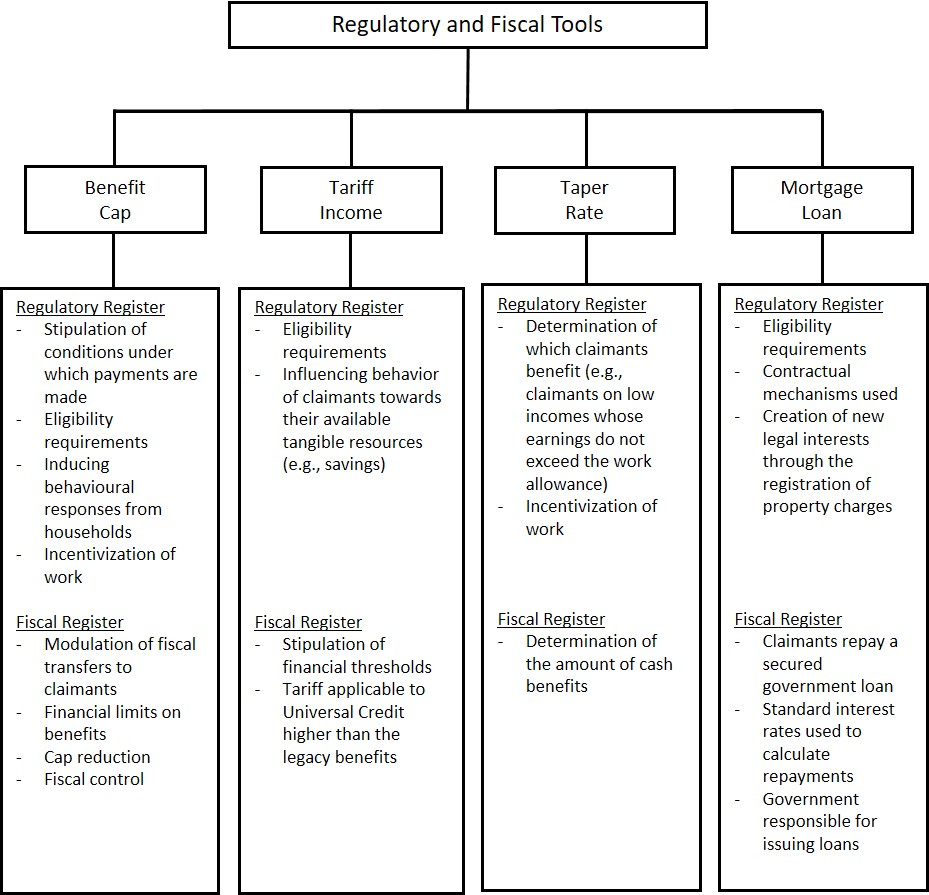 Regulatory and Fiscal Tools
Benefit
Cap
Tariff
Income
Taper
Rate
Mortgage
Loan
Regulatory Register
- Stipulation of
conditions under
which payments are
made
- Eligibility
requirements
- Inducing
behavioural
responses from
households
- Incentivization of
work
Fiscal Register
- Modulation of fiscal
transfers to
claimants
- Financial limits on
benefits
- Cap reduction
- Fiscal control
Regulatory Register
- Eligibility
requirements
- Influencing behavior
of claimants towards
their available
tangible resources
(e.g., savings)
Fiscal Register
- Stipulation of
financial thresholds
- Tariff applicable to
Universal Credit
higher than the
legacy benefits
Regulatory Register
- Determination of
which claimants
benefit (e.g.,
claimants on low
incomes whose
earnings do not
exceed the work
allowance)
- Incentivization of
work
Fiscal Register
- Determination of
the amount of cash
benefits
Regulatory Register
- Eligibility
requirements
- Contractual
mechanisms used
- Creation of new
legal interests
through the
registration of
property charges
Fiscal Register
- Claimants repay a
secured
government loan
- Standard interest
rates used to
calculate
repayments
- Government
responsible for
issuing loans